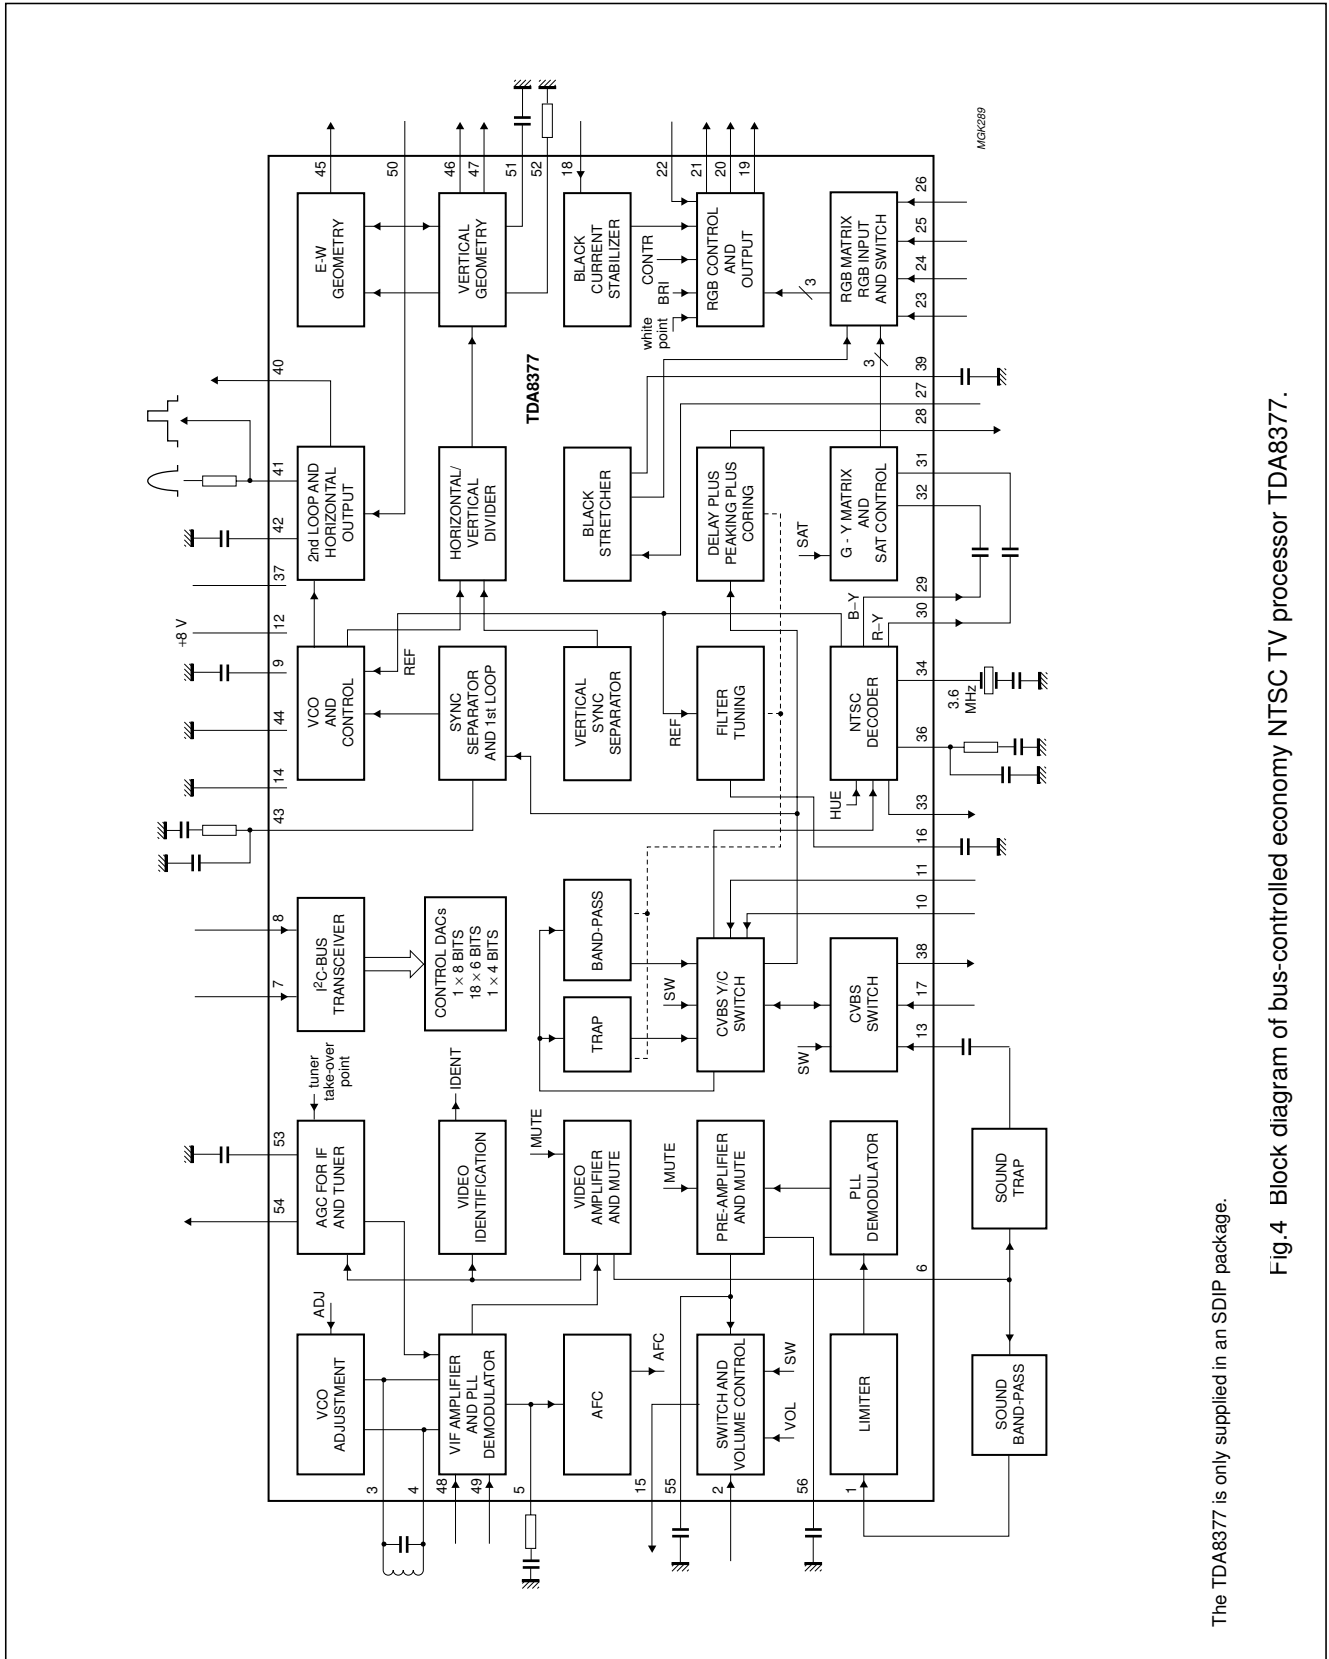 54
53
7
8
43
14
44
9
12
+8 V
37
42
41
40
VCO
ADJUSTMENT
ADJ
AGC FOR IF
AND TUNER
tuner
take-over
point
I²C-BUS
TRANSCEIVER
VCO
AND
CONTROL
REF
2nd LOOP AND
HORIZONTAL
OUTPUT
E-W
GEOMETRY
45
50
3
4
48
49
5
VIF AMPLIFIER
AND PLL
DEMODULATOR
VIDEO
IDENTIFICATION
IDENT
CONTROL DACs
1 × 8 BITS
18 × 6 BITS
1 × 4 BITS
SYNC
SEPARATOR
AND 1st LOOP
HORIZONTAL/
VERTICAL
DIVIDER
VERTICAL
GEOMETRY
46
47
51
52
TDA8377
AFC
AFC
MUTE
VIDEO
AMPLIFIER
AND MUTE
TRAP
BAND-PASS
VERTICAL
SYNC
SEPARATOR
BLACK
STRETCHER
BLACK
CURRENT
STABILIZER
18
15
55
2
56
SWITCH AND
VOLUME CONTROL
VOL
SW
MUTE
PRE-AMPLIFIER
AND MUTE
SW
CVBS Y/C
SWITCH
REF
FILTER
TUNING
DELAY PLUS
PEAKING PLUS
CORING
white
point
BRI
CONTR
RGB CONTROL
AND
OUTPUT
22
21
20
19
1
LIMITER
PLL
DEMODULATOR
SW
CVBS
SWITCH
HUE
NTSC
DECODER
B–Y
R–Y
SAT
G - Y MATRIX
AND
SAT CONTROL
3
3
RGB MATRIX
RGB INPUT
AND SWITCH
6
13
17
38
10
11
16
33
36
34
30
29
32
31
28
27
39
23
24
25
26
3.6
MHz
SOUND
BAND-PASS
SOUND
TRAP
MGK289
The TDA8377 is only supplied in an SDIP package.
Fig.4 Block diagram of bus-controlled economy NTSC TV processor TDA8377.